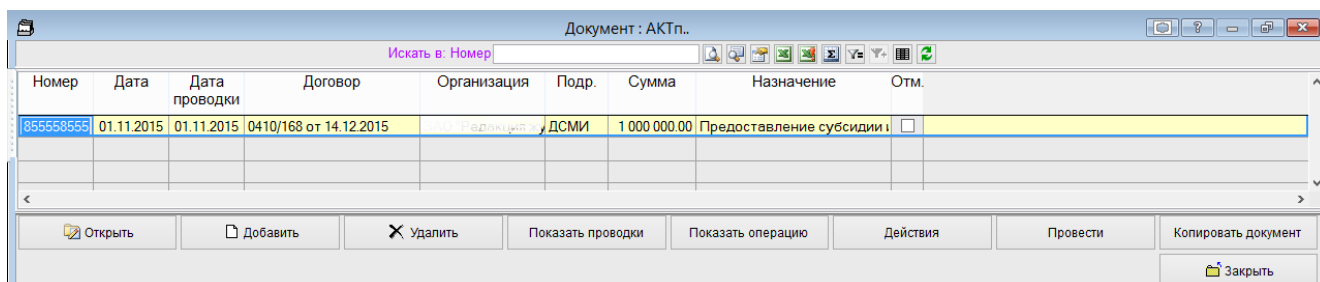 Документ : АКТп..
Искать в: Номер
Номер Дата Дата проводки Договор Организация Подр. Сумма Назначение Отм.
855558555 01.11.2015 01.11.2015 0410/168 от 14.12.2015 Редакция ДСМИ 1 000 000.00 Предоставление субсидии и
Открыть Добавить Удалить Показать проводки Показать операцию Действия Провести Копировать документ
Закрыть